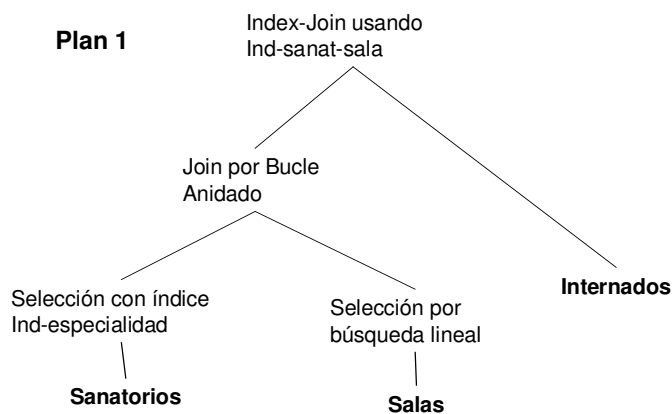 Plan 1
Index-Join usando
Ind-sanat-sala
Join por Bucle
Anidado
Internados
Selección con índice
Ind-especialidad
Selección por
búsqueda lineal
Sanatorios
Salas